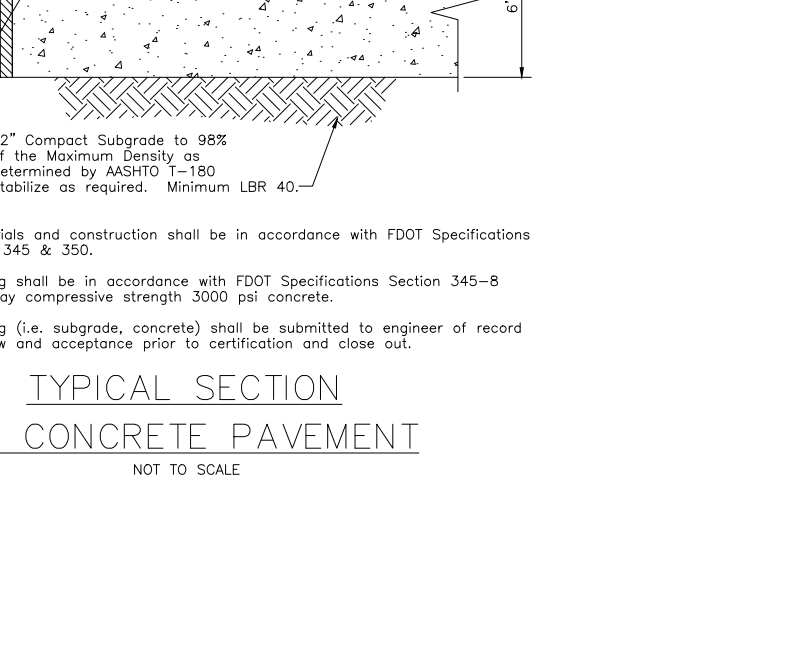 6"
2" Compact Subgrade to 98%
f the Maximum Density as
etermined by AASHTO T-180
tabilize as required. Minimum LBR 40.
ials and construction shall be in accordance with FDOT Specifications
345 & 350.
g shall be in accordance with FDOT Specifications Section 345-8
ay compressive strength 3000 psi concrete.
g (i.e. subgrade, concrete) shall be submitted to engineer of record
w and acceptance prior to certification and close out.
TYPICAL SECTION
CONCRETE PAVEMENT
NOT TO SCALE